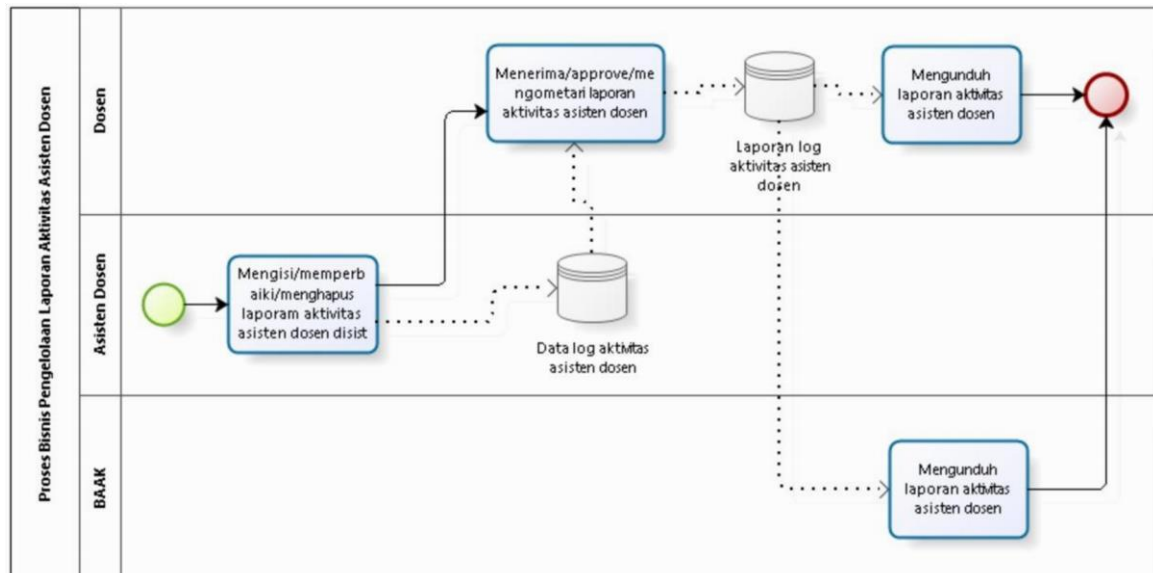 Proses Bisnis Pengelolaan Laporan Aktivitas Asisten Dosen
Dosen
Menerima/approve/me
ngometari laporan
aktivitas asisten dosen
Laporan log
aktivitas asisten
dosen
Mengunduh
laporan aktivitas
asisten dosen
Asisten Dosen
Mengisi/memperb
aiki/menghapus
laporam aktivitas
asisten dosen disist
Data log aktivitas
asisten dosen
BAAK
Mengunduh
laporan aktivitas
asisten dosen